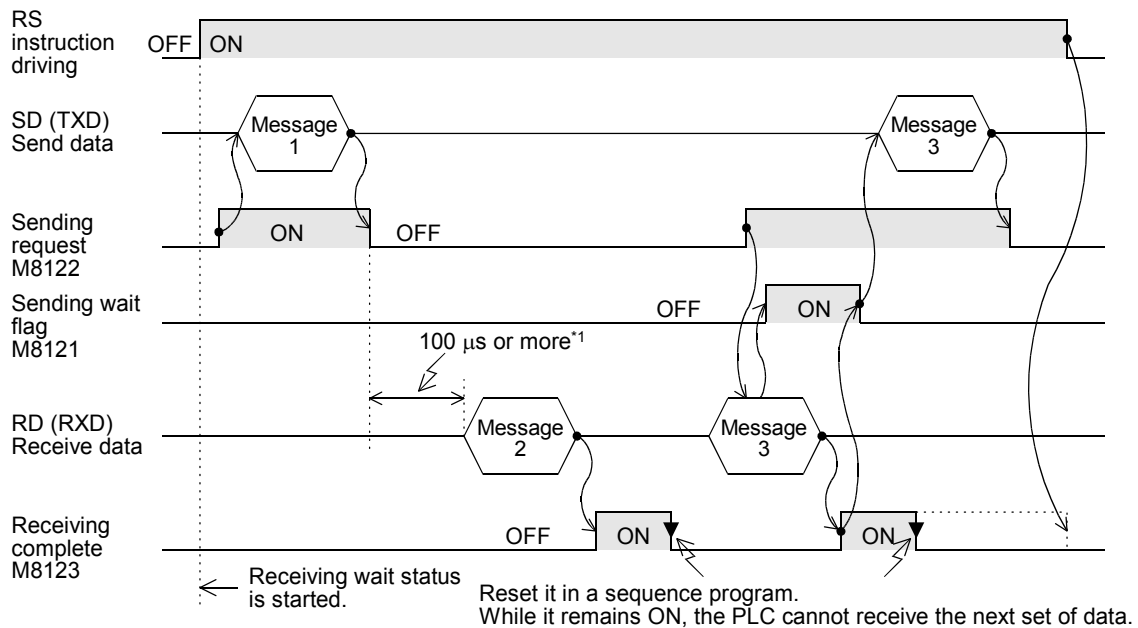 RS
instruction
driving
OFF
ON
SD (TXD)
Send data
Message
1
Message
3
Sending
request
M8122
ON
OFF
Sending wait
flag
M8121
OFF
ON
100 µs or more*1
RD (RXD)
Receive data
Message
2
Message
3
Receiving
complete
M8123
OFF
ON
ON
Receiving wait status
is started.
Reset it in a sequence program.
While it remains ON, the PLC cannot receive the next set of data.